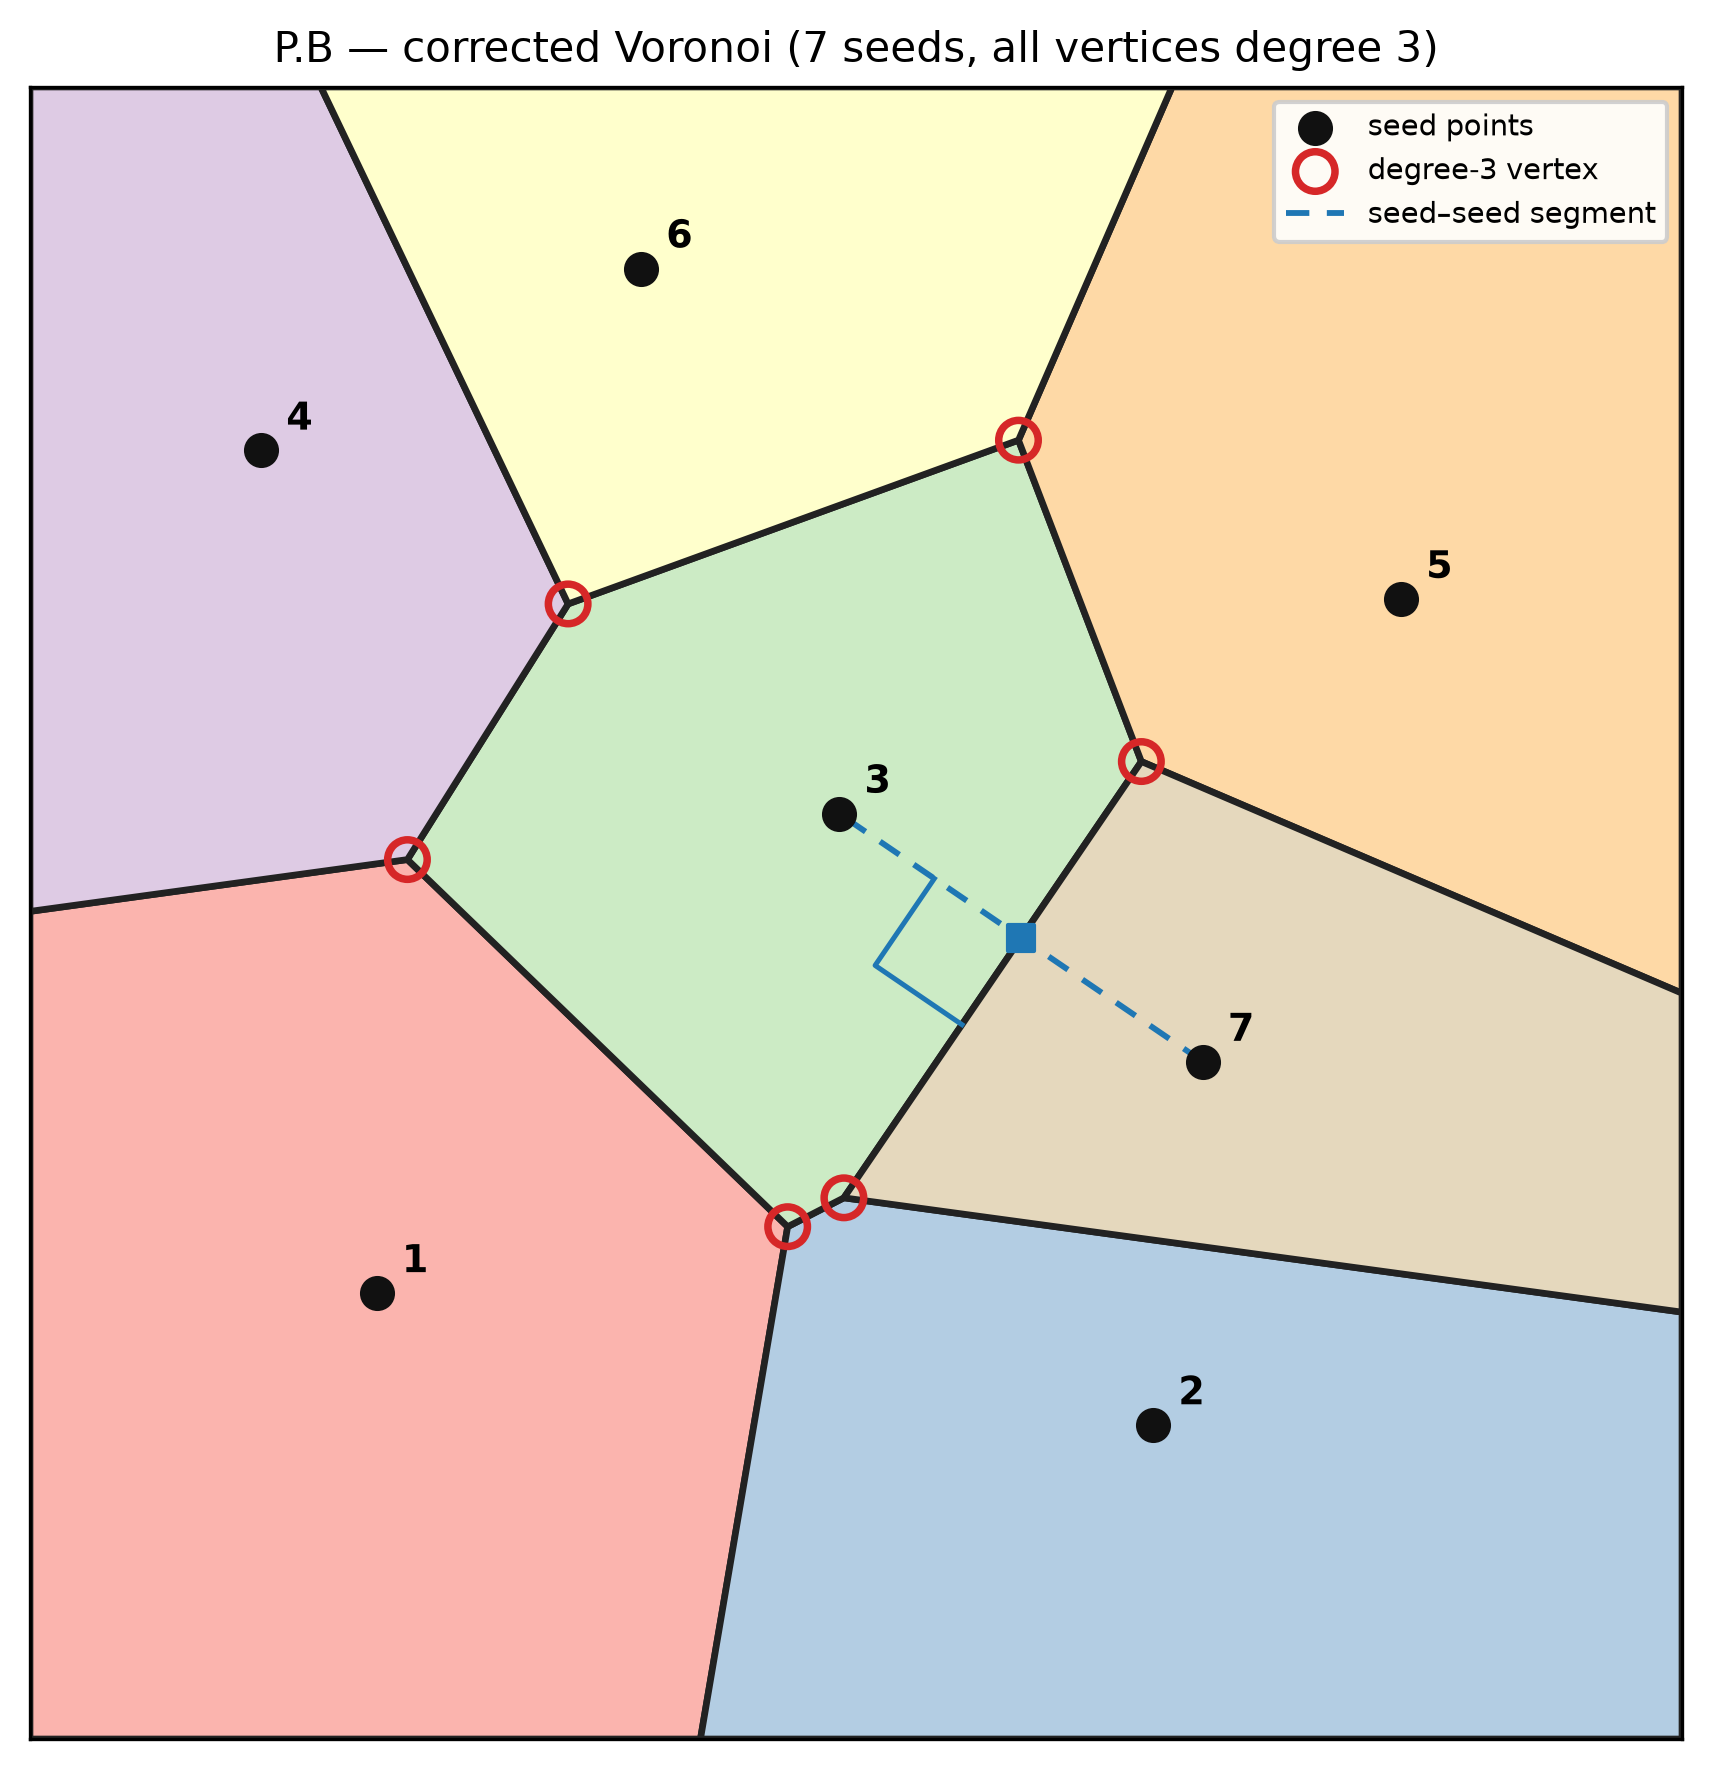 P.B — corrected Voronoi (7 seeds, all vertices degree 3)
seed points
degree-3 vertex
seed–seed segment
6
4
5
3
7
1
2